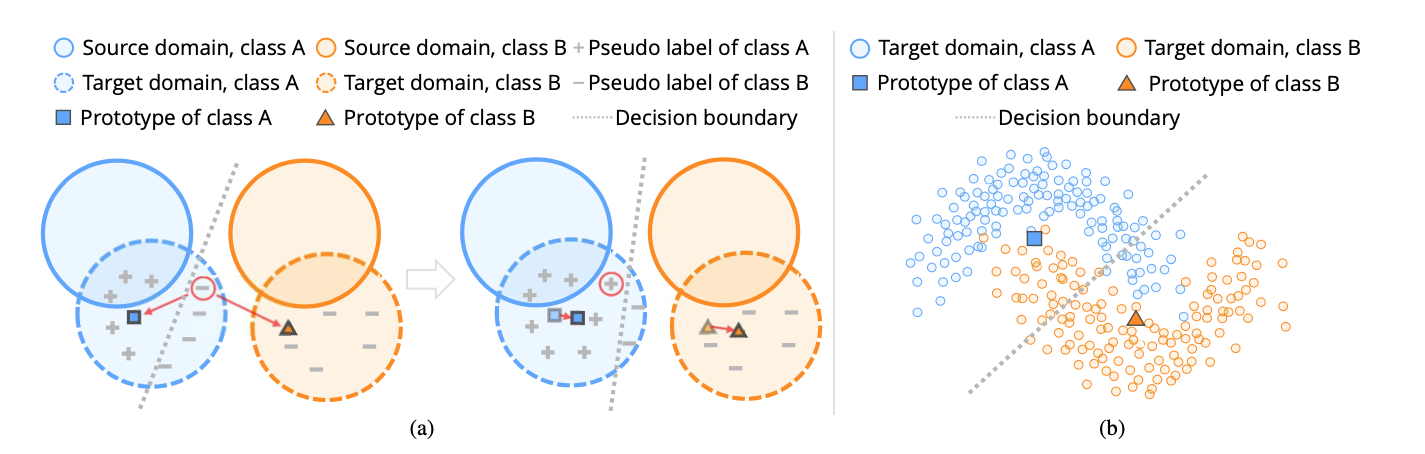 Source domain, class A Source domain, class B + Pseudo label of class A
Target domain, class A Target domain, class B − Pseudo label of class B
Prototype of class A Prototype of class B Decision boundary
(a)
Target domain, class A Target domain, class B
Prototype of class A Prototype of class B
Decision boundary
(b)